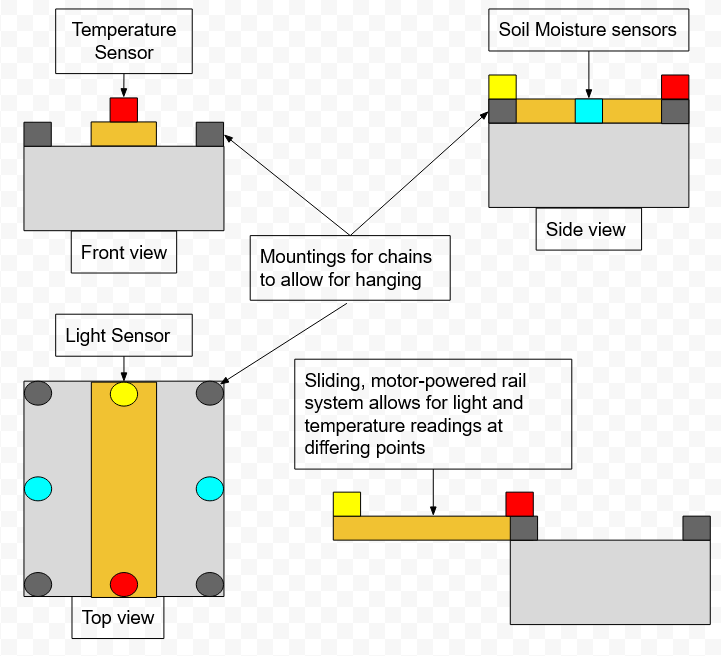 Temperature
Sensor
Soil Moisture sensors
Front view
Mountings for chains
to allow for hanging
Side view
Light Sensor
Sliding, motor-powered rail
system allows for light and
temperature readings at
differing points
Top view